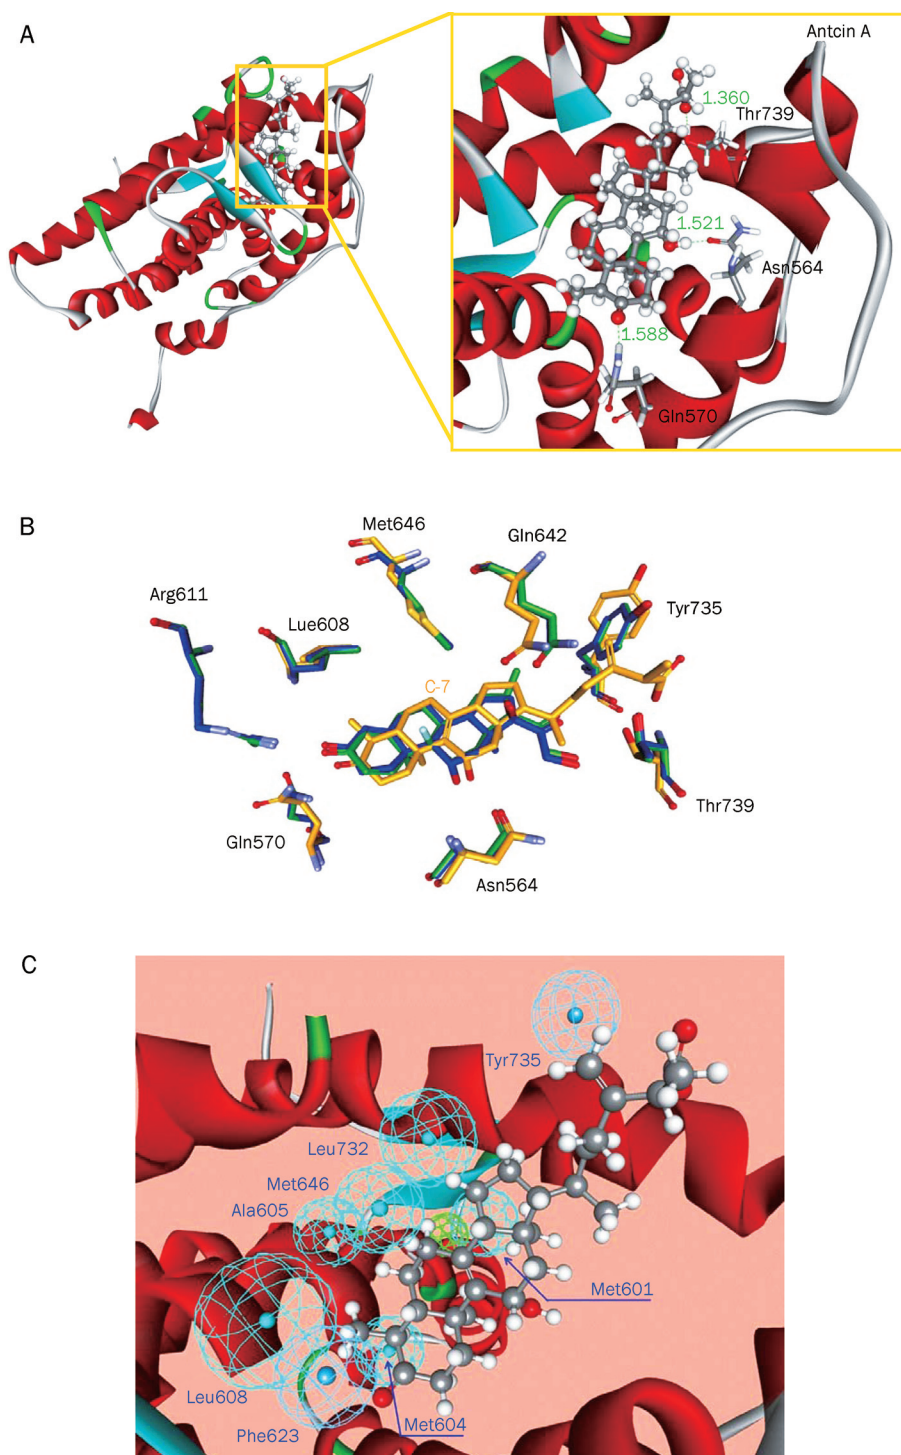 A
Antcin A
1.360
Thr739
1.521
Asn564
1.588
Gln570
B
Met646
Gln642
Arg611
Lue608
Tyr735
C-7
Thr739
Gln570
Asn564
C
Tyr735
Leu732
Met646
Ala605
Met601
Leu608
Met604
Phe623